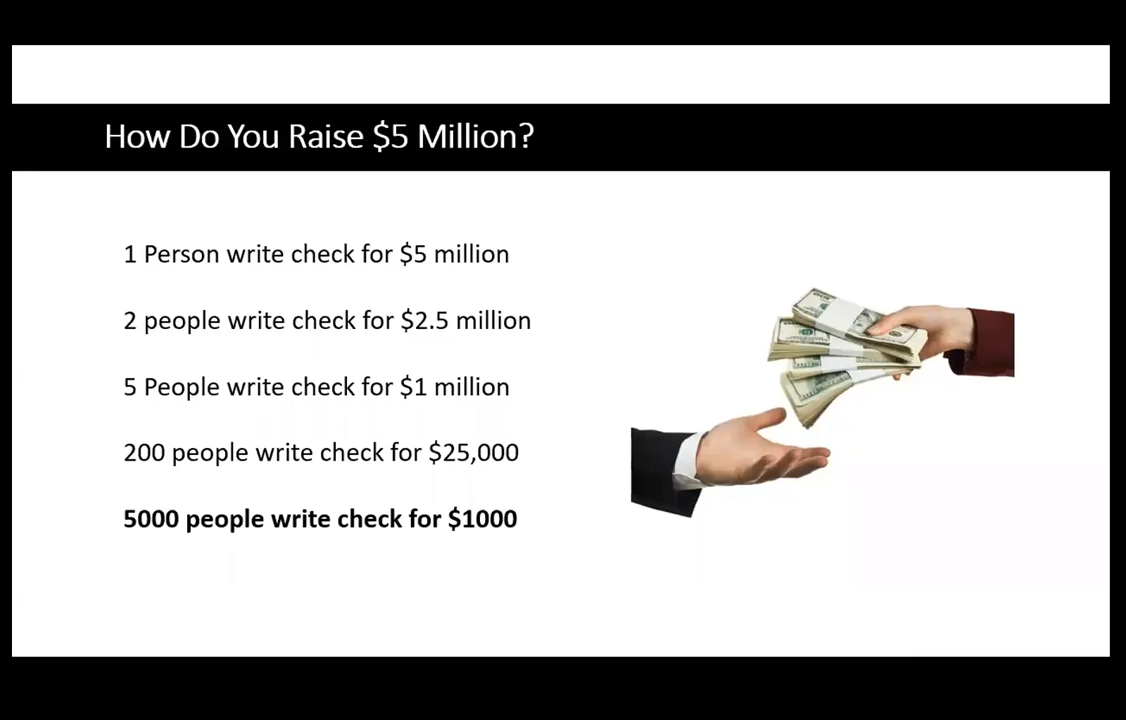 How Do You Raise $5 Million?
1 Person write check for $5 million
2 people write check for $2.5 million
5 People write check for $1 million
200 people write check for $25,000
5000 people write check for $1000